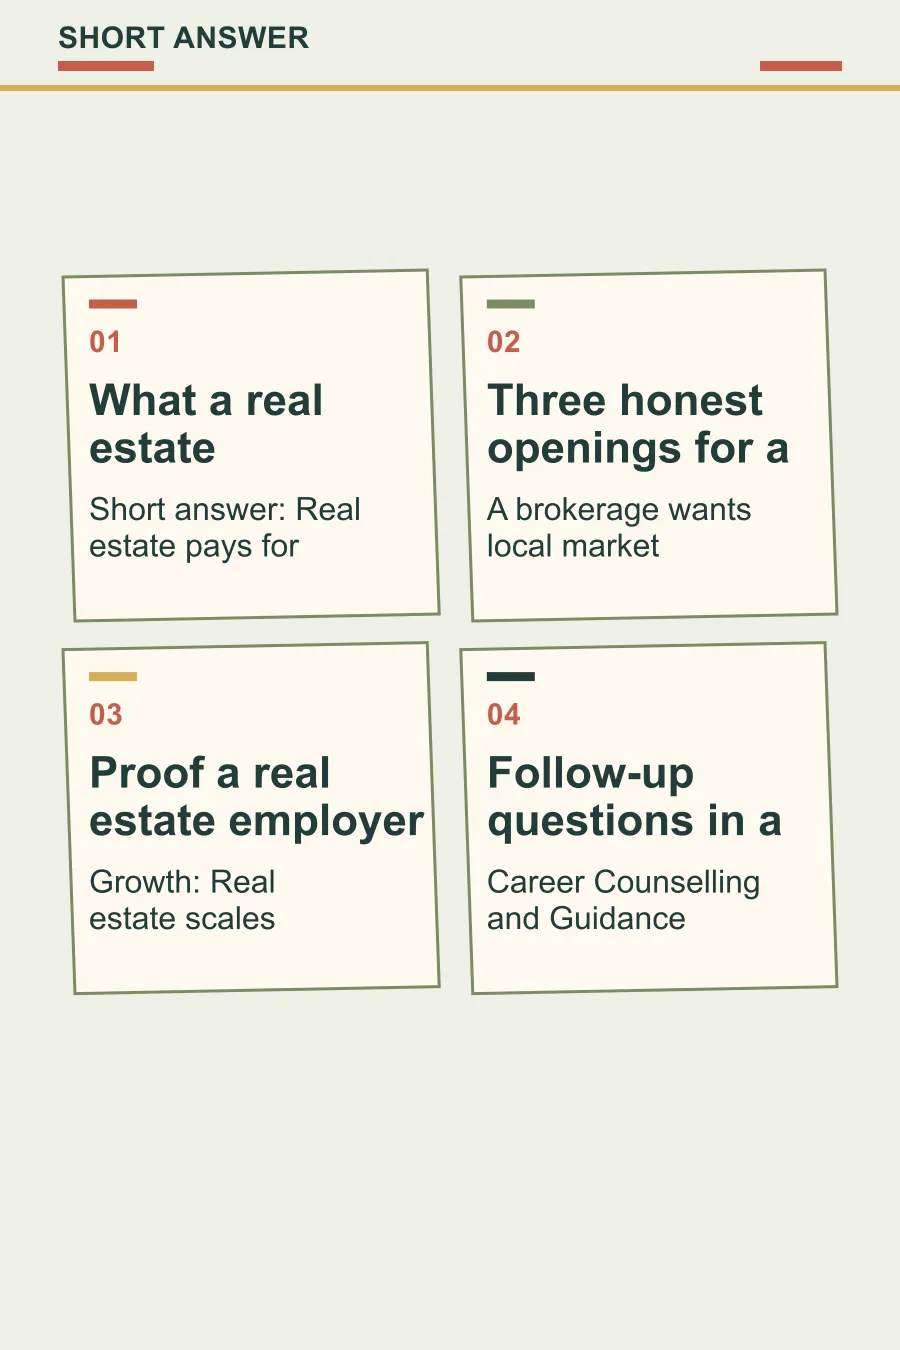 SHORT ANSWER
01
What a real
estate
Short answer: Real
estate pays for
02
Three honest
openings for a
A brokerage wants
local market
03
Proof a real
estate employer
Growth: Real
estate scales
04
Follow-up
questions in a
Career Counselling
and Guidance